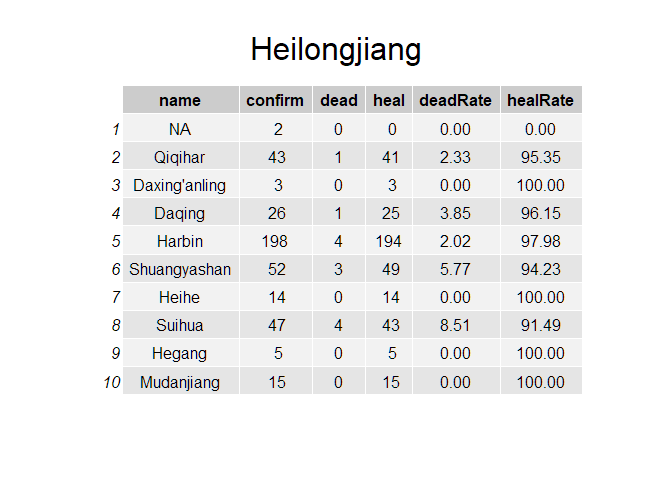 Heilongjiang
name confirm dead heal deadRate healRate
1 NA 2 0 0 0.00 0.00
2 Qiqihar 43 1 41 2.33 95.35
3 Daxing'anling 3 0 3 0.00 100.00
4 Daqing 26 1 25 3.85 96.15
5 Harbin 198 4 194 2.02 97.98
6 Shuangyashan 52 3 49 5.77 94.23
7 Heihe 14 0 14 0.00 100.00
8 Suihua 47 4 43 8.51 91.49
9 Hegang 5 0 5 0.00 100.00
10 Mudanjiang 15 0 15 0.00 100.00